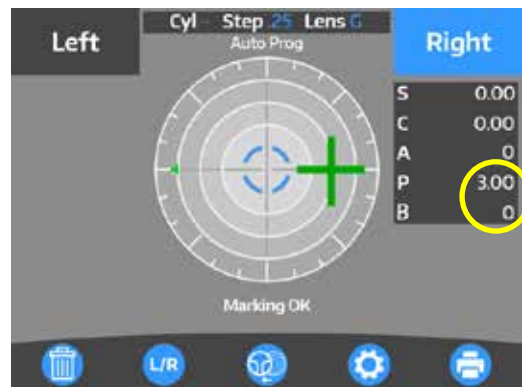 Left
Cyl - Step .25 Lens G
Right
Auto Prog
S 0.00
C 0.00
A 0
P 3.00
B 0
Marking OK
L/R